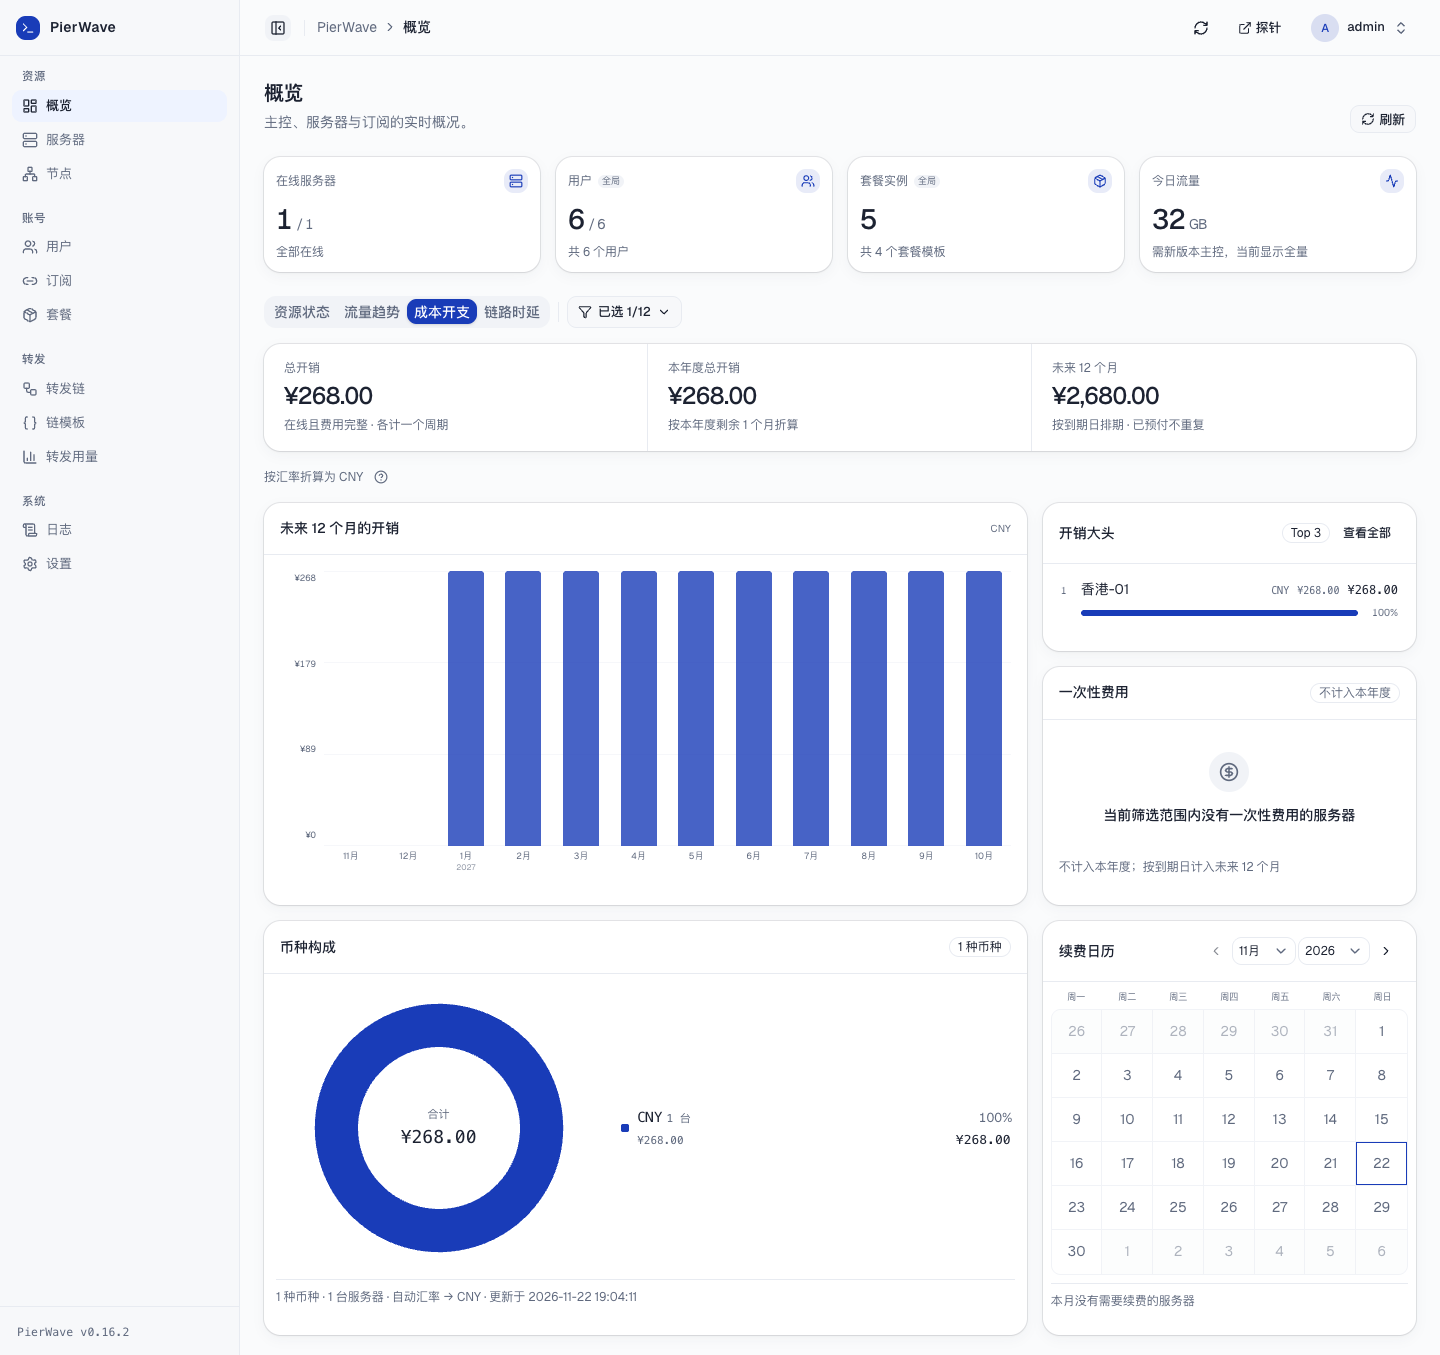 PierWave
PierWave > 概览
探针
A admin
资源
概览
服务器
节点
账号
用户
订阅
套餐
转发
转发链
链模板
转发用量
系统
日志
设置
PierWave v0.16.2
概览
主控、服务器与订阅的实时概况。
刷新
在线服务器
1 / 1
全部在线
用户 全局
6 / 6
共 6 个用户
套餐实例 全局
5
共 4 个套餐模板
今日流量
32 GB
需新版本主控，当前显示全量
资源状态 流量趋势 成本开支 链路时延 已选 1/12
总开销
¥268.00
在线且费用完整 · 各计一个周期
本年度总开销
¥268.00
按本年度剩余 1 个月折算
未来 12 个月
¥2,680.00
按到期日排期 · 已预付不重复
按汇率折算为 CNY
未来 12 个月的开销 CNY
¥268
¥179
¥89
¥0
11月 12月 1月 2月 3月 4月 5月 6月 7月 8月 9月 10月
2027
开销大头 Top 3 查看全部
1 香港-01 CNY ¥268.00 ¥268.00
100%
一次性费用 不计入本年度
当前筛选范围内没有一次性费用的服务器
不计入本年度；按到期日计入未来 12 个月
币种构成 1 种币种
合计
¥268.00
CNY 1 台 100%
¥268.00 ¥268.00
1 种币种 · 1 台服务器 · 自动汇率 → CNY · 更新于 2026-11-22 19:04:11
续费日历 11月 2026
周一 周二 周三 周四 周五 周六 周日
26 27 28 29 30 31 1
2 3 4 5 6 7 8
9 10 11 12 13 14 15
16 17 18 19 20 21 22
23 24 25 26 27 28 29
30 1 2 3 4 5 6
本月没有需要续费的服务器